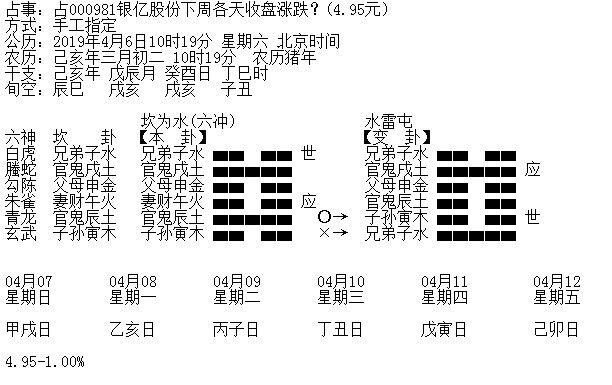 占事：占000981银亿股份下周各天收盘涨跌？（4.95元）
方式：手工指定
公历：2019年4月6日10时19分 星期六 北京时间
农历：己亥年三月初二 10时19分 农历猪年
干支：己亥年 戊辰月 癸酉日 丁巳时
旬空：辰巳 戌亥 戌亥 子丑
坎为水(六冲) 水雷屯
六神 坎 卦 【本 卦】 【变 卦】
白虎 兄弟子水 兄弟子水 世 兄弟子水
腾蛇 官鬼戌土 官鬼戌土 官鬼戌土 应
勾陈 父母申金 父母申金 父母申金
朱雀 妻财午火 妻财午火 应 官鬼辰土
青龙 官鬼辰土 官鬼辰土 O→ 子孙寅木 世
玄武 子孙寅木 子孙寅木 ×→ 兄弟子水
04月07 04月08 04月09 04月10 04月11 04月12
星期日 星期一 星期二 星期三 星期四 星期五
甲戌日 乙亥日 丙子日 丁丑日 戊寅日 己卯日
4.95-1.00%